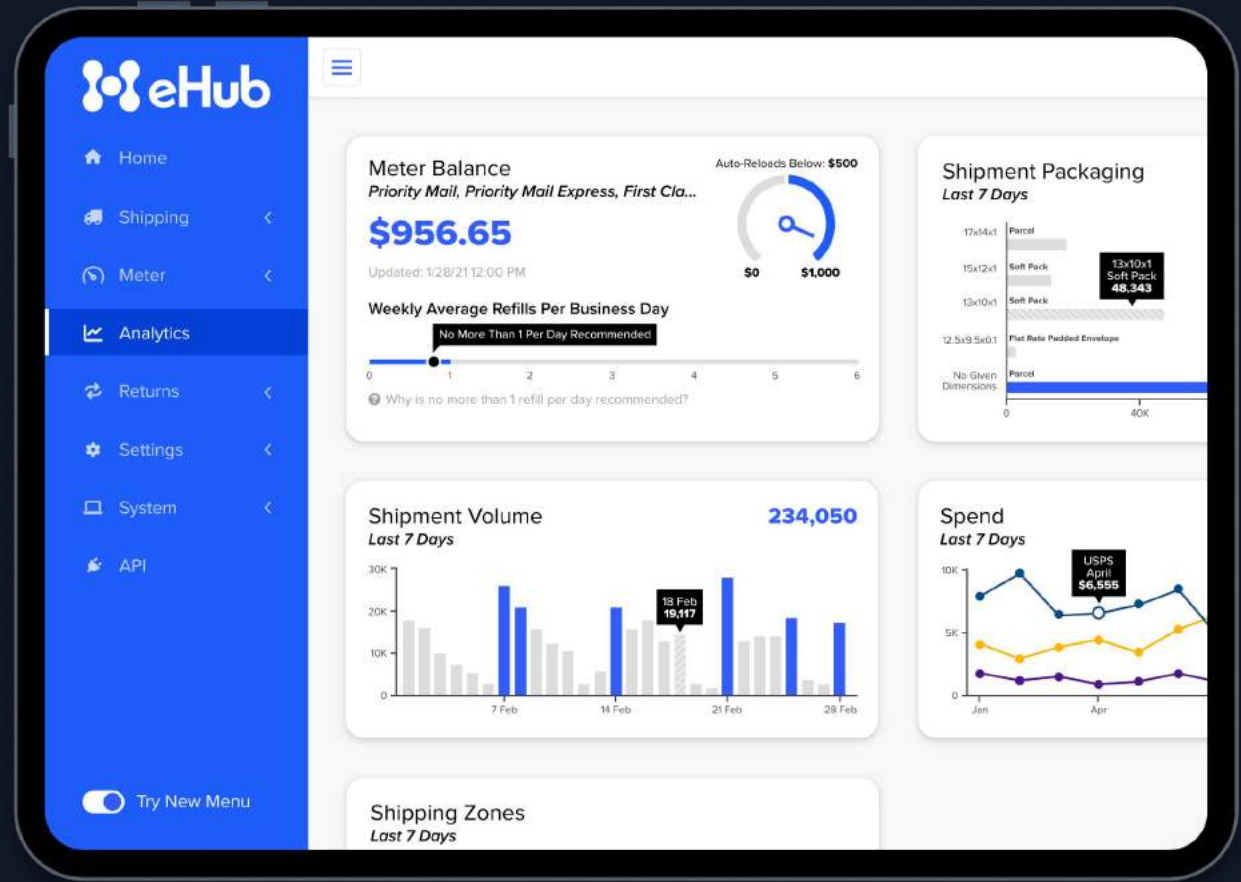 eHub
Home
Shipping
Meter
Analytics
Returns
Settings
System
API
Try New Menu
Meter Balance
Priority Mail, Priority Mail Express, First Cla...
$956.65
Updated: 1/28/21 12:00 PM
Auto-Reloads Below: $500
$0 $1,000
Weekly Average Refills Per Business Day
No More Than 1 Per Day Recommended
0 1 2 3 4 5 6
Why is no more than 1 refill per day recommended?
Shipment Packaging
Last 7 Days
17x14x1 Parcel
15x12x1 Soft Pack
13x10x1
Soft Pack
48,343
13x10x1 Soft Pack
12.5x9.5x0.1 Flat Rate Padded Envelope
No Given
Dimensions
Parcel
0 40K
Shipment Volume
234,050
Last 7 Days
30K
20K
10K
0
18 Feb
19,117
7 Feb 14 Feb 21 Feb 28 Feb
Spend
Last 7 Days
10K
5K
0
USPS
April
$6,555
Jan Apr
Shipping Zones
Last 7 Days